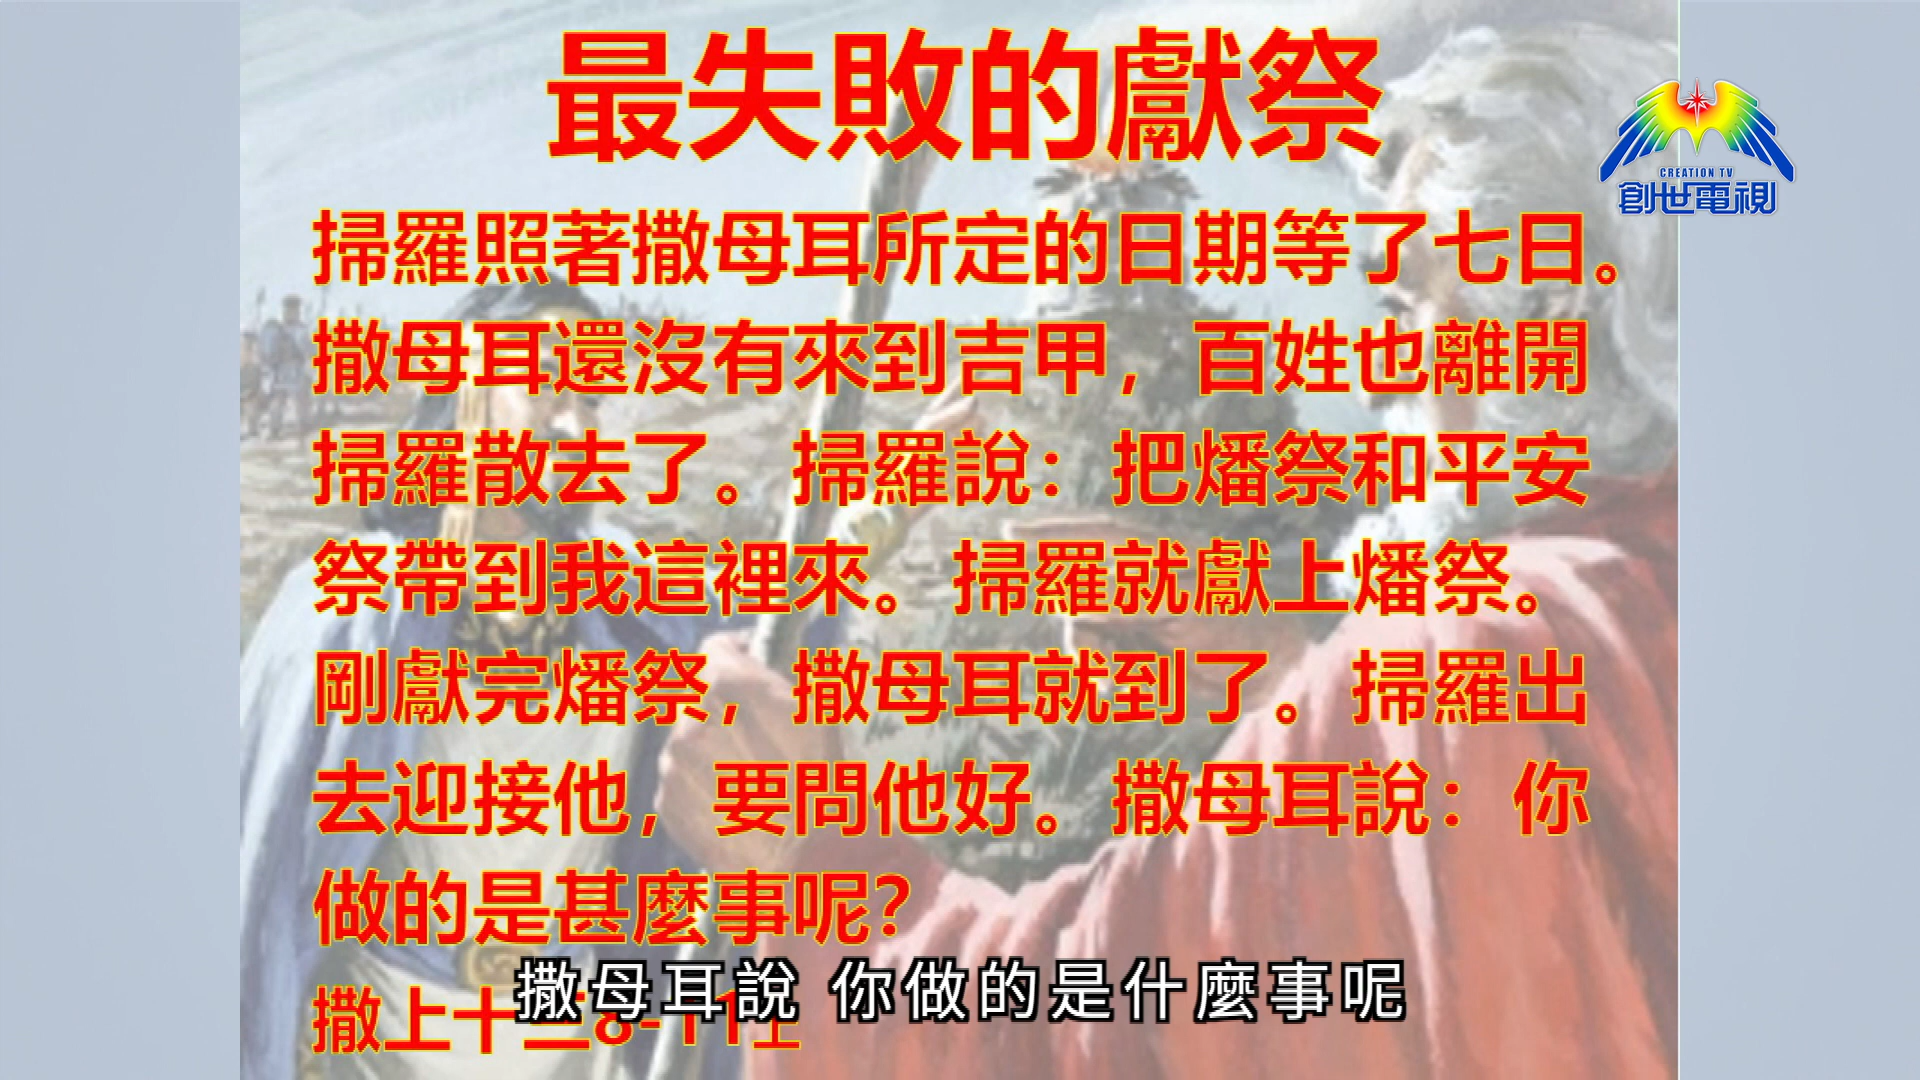 最失敗的獻祭
CREATION TV
創世電視
掃羅照著撒母耳所定的日期等了七日。
撒母耳還沒有來到吉甲，百姓也離開
掃羅散去了。掃羅說：把燔祭和平安
祭帶到我這裡來。掃羅就獻上燔祭。
剛獻完燔祭，撒母耳就到了。掃羅出
去迎接他，要問他好。撒母耳說：你
做的是甚麼事呢？
撒上十三8-11上
撒母耳說 你做的是什麼事呢